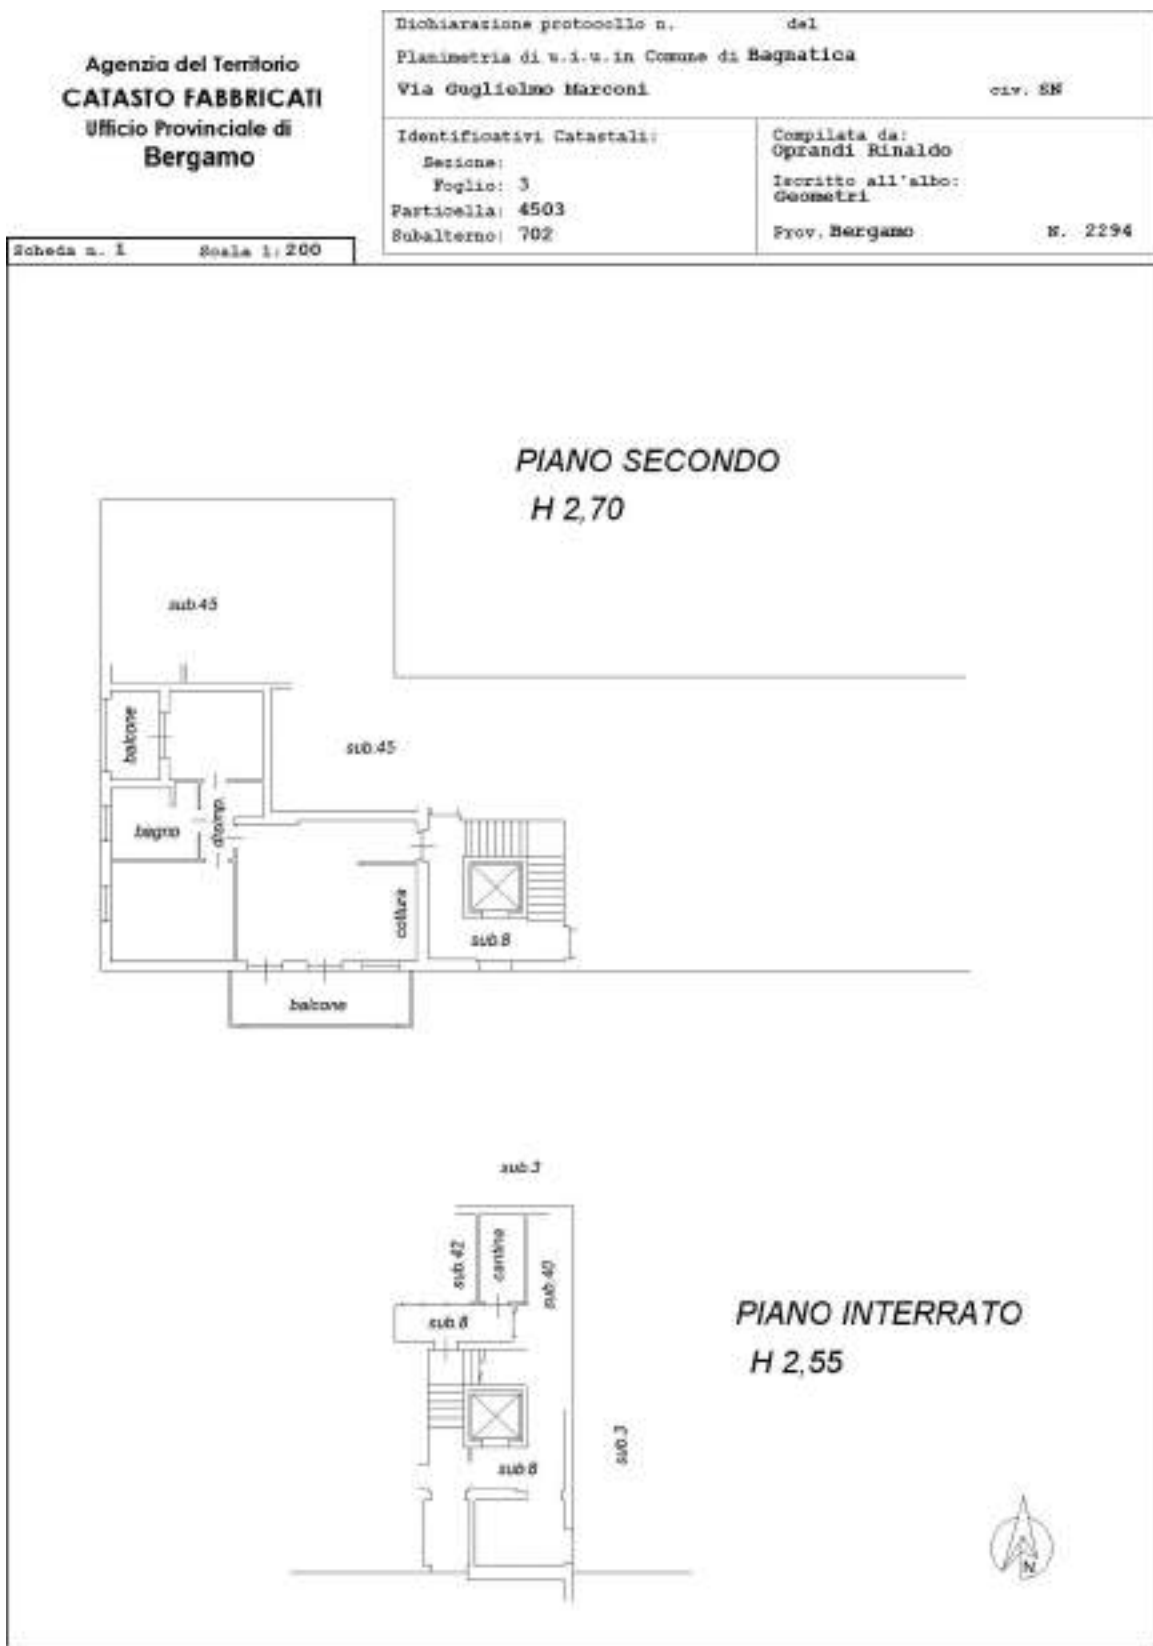 Agenzia del Territorio
CATASTO FABBRICATI
Ufficio Provinciale di
Bergamo
Dichiarazione protocollo n. del
Planimetria di u.i.u. in Comune di Bagnatica
Via Guglielmo Marconi civ. SN
Identificativi Catastali:
Sezione:
Foglio: 3
Particella: 4503
Subalterno: 702
Compilata da:
Oprandi Rinaldo
Iscritto all'albo:
Geometri
Prov. Bergamo N. 2294
Scheda n. 1 Scala 1:200
PIANO SECONDO
H 2,70
sub.45
balcone
sub.45
bagno
disimp.
cottura
sub.8
balcone
sub.3
sub.42
cantina
sub.40
sub.8
PIANO INTERRATO
H 2,55
sub.3
sub.8
N